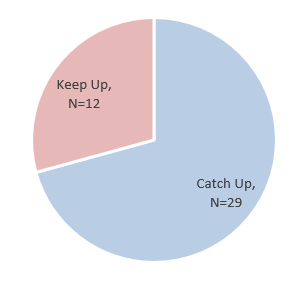 Keep Up,
N=12
Catch Up,
N=29